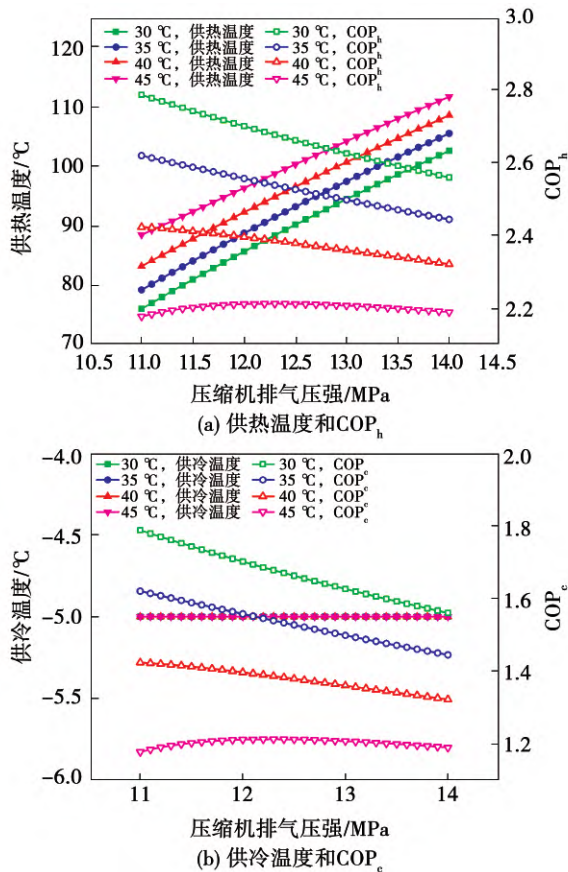 120
110
100
90
80
70
供热温度/℃
30 ℃，供热温度
35 ℃，供热温度
40 ℃，供热温度
45 ℃，供热温度
30 ℃，COPh
35 ℃，COPh
40 ℃，COPh
45 ℃，COPh
3.0
2.8
2.6
2.4
2.2
COPh
10.5 11.0 11.5 12.0 12.5 13.0 13.5 14.0 14.5
压缩机排气压强/MPa
(a) 供热温度和COPh
-4.0
-4.5
-5.0
-5.5
-6.0
供冷温度/℃
30 ℃，供冷温度
35 ℃，供冷温度
40 ℃，供冷温度
45 ℃，供冷温度
30 ℃，COPc
35 ℃，COPc
40 ℃，COPc
45 ℃，COPc
2.0
1.8
1.6
1.4
1.2
COPc
11 12 13 14
压缩机排气压强/MPa
(b) 供冷温度和COPc